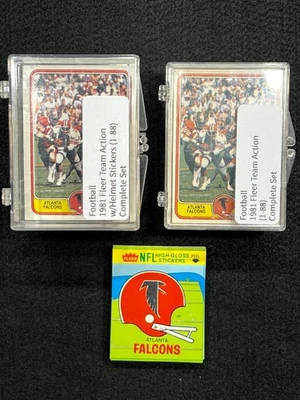 Football
1981 Fleer Team Action
w/Helmet Stickers (1-88)
Complete Set
ATLANTA
FALCONS
Football
1981 Fleer Team Action
(1-88)
Complete Set
ATLANTA
FALCONS
FLEER NFL HIGH GLOSS
STICKERS
ATLANTA
FALCONS